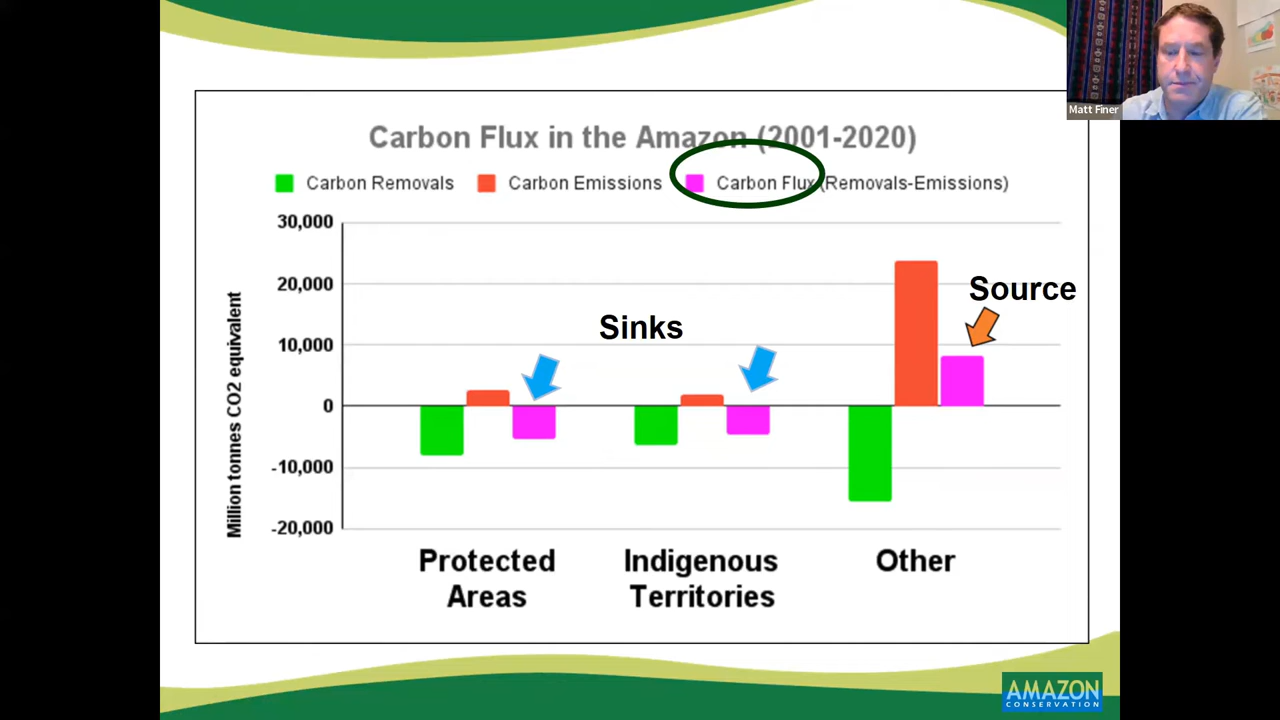 Matt Finer
Carbon Flux in the Amazon (2001-2020)
Carbon Removals Carbon Emissions Carbon Flux (Removals-Emissions)
30,000
20,000
10,000
0
-10,000
-20,000
Million tonnes CO2 equivalent
Source
Sinks
Protected Areas
Indigenous Territories
Other
AMAZON
CONSERVATION